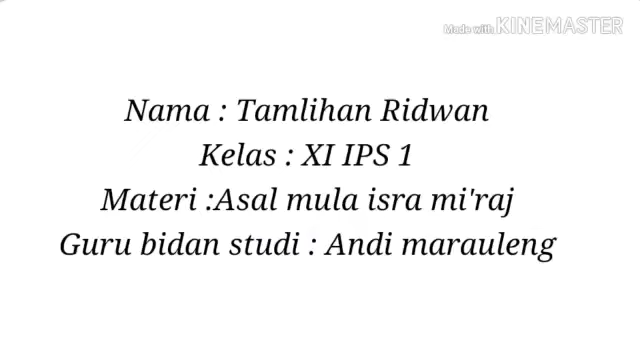 Made with KINEMASTER
Nama : Tamlihan Ridwan
Kelas : XI IPS 1
Materi :Asal mula isra mi'raj
Guru bidan studi : Andi marauleng